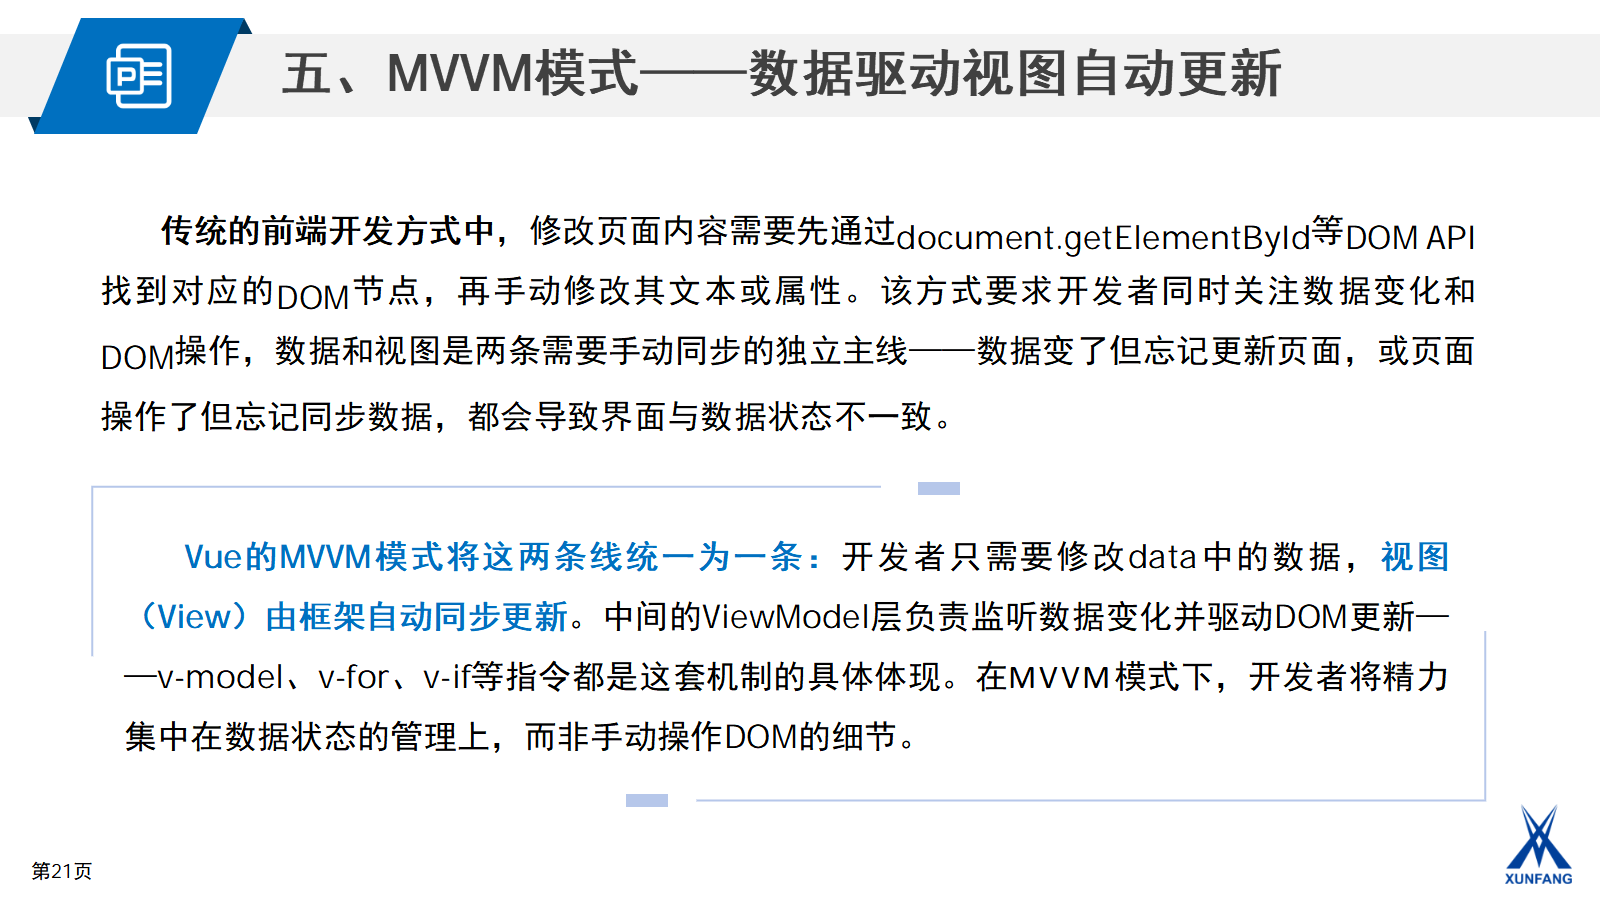 五、MVVM模式——数据驱动视图自动更新
传统的前端开发方式中，修改页面内容需要先通过document.getElementById等DOM API
找到对应的DOM节点，再手动修改其文本或属性。该方式要求开发者同时关注数据变化和
DOM操作，数据和视图是两条需要手动同步的独立主线——数据变了但忘记更新页面，或页面
操作了但忘记同步数据，都会导致界面与数据状态不一致。
Vue的MVVM模式将这两条线统一为一条：开发者只需要修改data中的数据，视图
（View）由框架自动同步更新。中间的ViewModel层负责监听数据变化并驱动DOM更新—
—v-model、v-for、v-if等指令都是这套机制的具体体现。在MVVM模式下，开发者将精力
集中在数据状态的管理上，而非手动操作DOM的细节。
第21页
XUNFANG